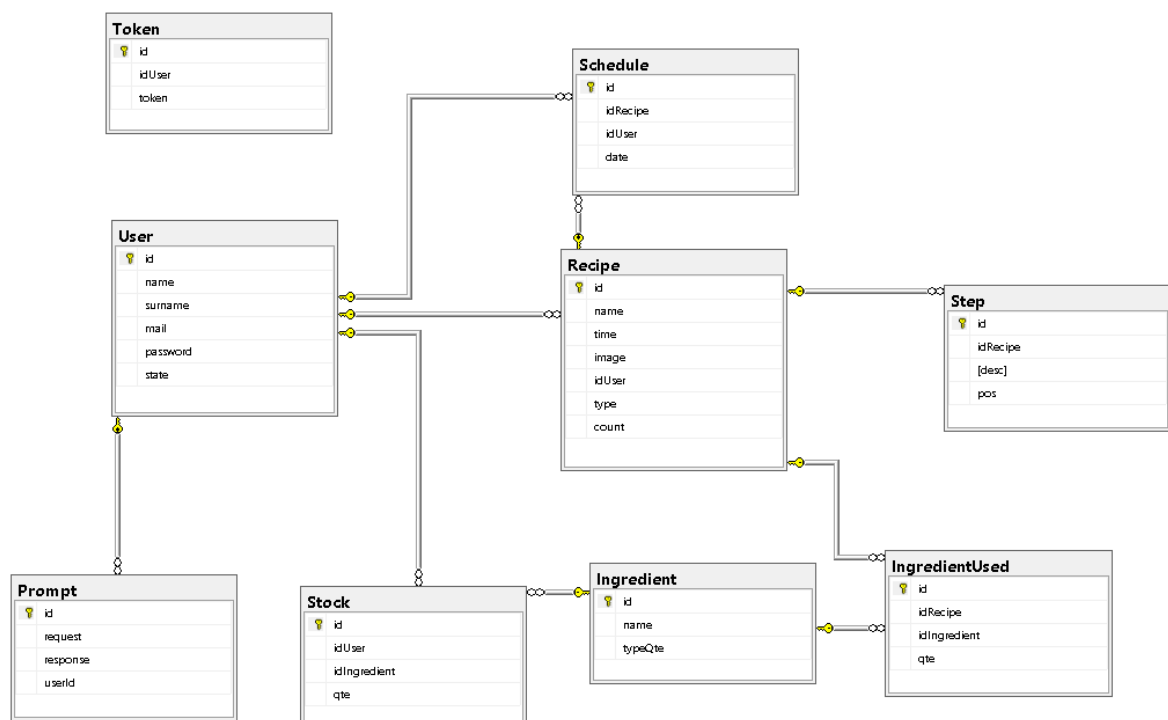 Token
id
idUser
token
Schedule
id
idRecipe
idUser
date
User
id
name
surname
mail
password
state
Recipe
id
name
time
image
idUser
type
count
Step
id
idRecipe
[desc]
pos
Prompt
id
request
response
userId
Stock
id
idUser
idIngredient
qte
Ingredient
id
name
typeQte
IngredientUsed
id
idRecipe
idIngredient
qte